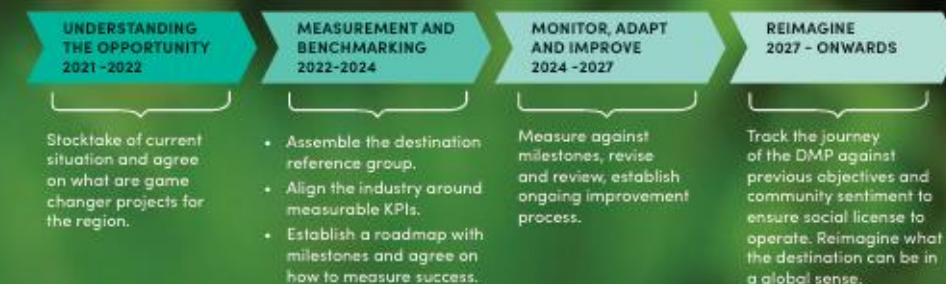 UNDERSTANDING
THE OPPORTUNITY
2021 -2022
Stocktake of current
situation and agree
on what are game
changer projects for
the region.
MEASUREMENT AND
BENCHMARKING
2022-2024
• Assemble the destination
reference group.
• Align the industry around
measurable KPIs.
• Establish a roadmap with
milestones and agree on
how to measure success.
MONITOR, ADAPT
AND IMPROVE
2024 -2027
Measure against
milestones, revise
and review, establish
ongoing improvement
process.
REIMAGINE
2027 - ONWARDS
Track the journey
of the DMP against
previous objectives and
community sentiment to
ensure social license to
operate. Reimagine what
the destination can be in
a global sense.